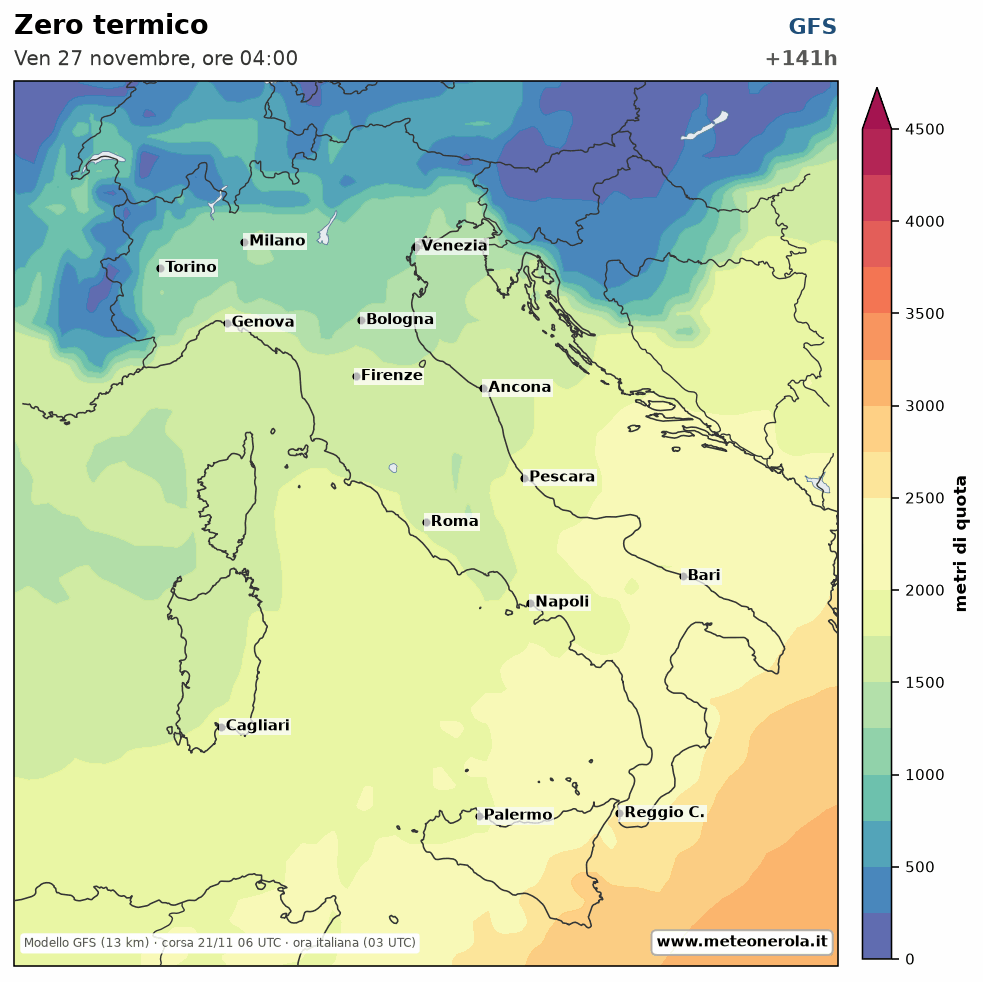 Zero termico
GFS
Ven 27 novembre, ore 04:00
+141h
Milano
Venezia
Torino
Genova
Bologna
Firenze
Ancona
Pescara
Roma
Bari
Napoli
Cagliari
Palermo
Reggio C.
4500
4000
3500
3000
2500
2000
1500
1000
500
0
metri di quota
Modello GFS (13 km) · corsa 21/11 06 UTC · ora italiana (03 UTC)
www.meteonerola.it